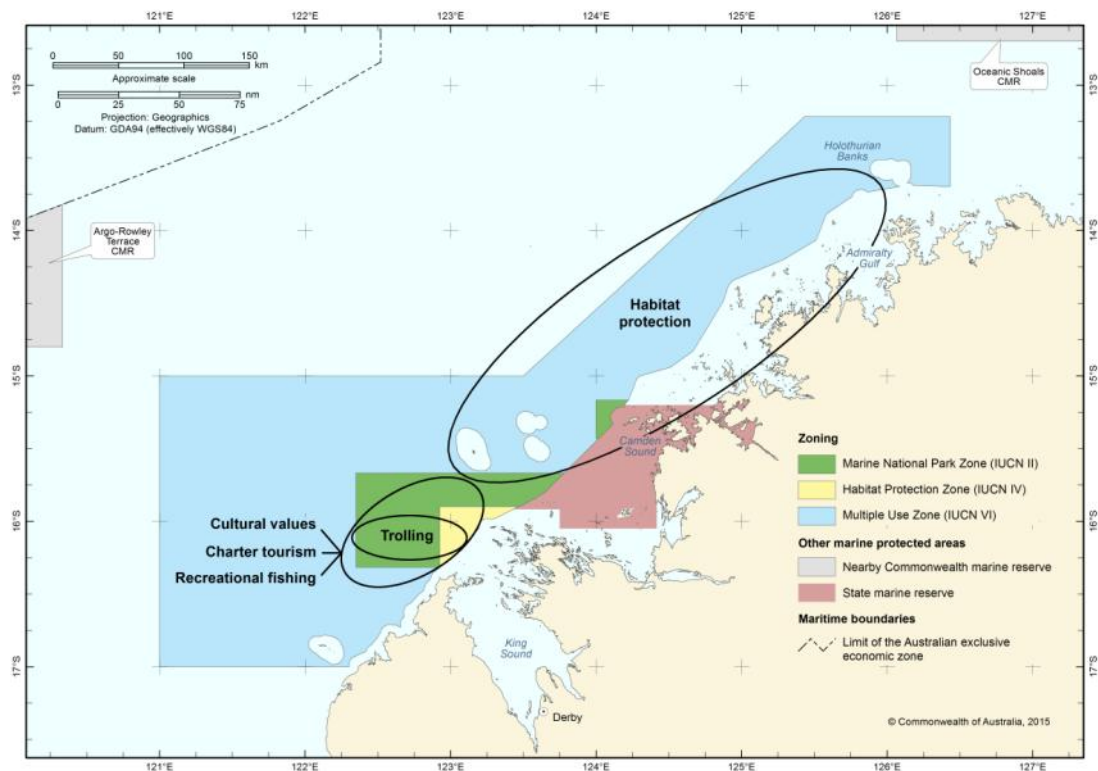 121°E 122°E 123°E 124°E 125°E 126°E 127°E
0 50 100 150
km
Approximate scale
0 25 50 75
nm
Projection: Geographics
Datum: GDA94 (effectively WGS84)
Oceanic Shoals
CMR
13°S 13°S
Holothurian
Banks
14°S 14°S
Argo-Rowley
Terrace
CMR
Admiralty
Gulf
Habitat
protection
15°S 15°S
Camden
Sound
16°S 16°S
Cultural values
Charter tourism
Recreational fishing
Trolling
King
Sound
17°S 17°S
Derby
Zoning
Marine National Park Zone (IUCN II)
Habitat Protection Zone (IUCN IV)
Multiple Use Zone (IUCN VI)
Other marine protected areas
Nearby Commonwealth marine reserve
State marine reserve
Maritime boundaries
Limit of the Australian exclusive
economic zone
© Commonwealth of Australia, 2015
121°E 122°E 123°E 124°E 125°E 126°E 127°E